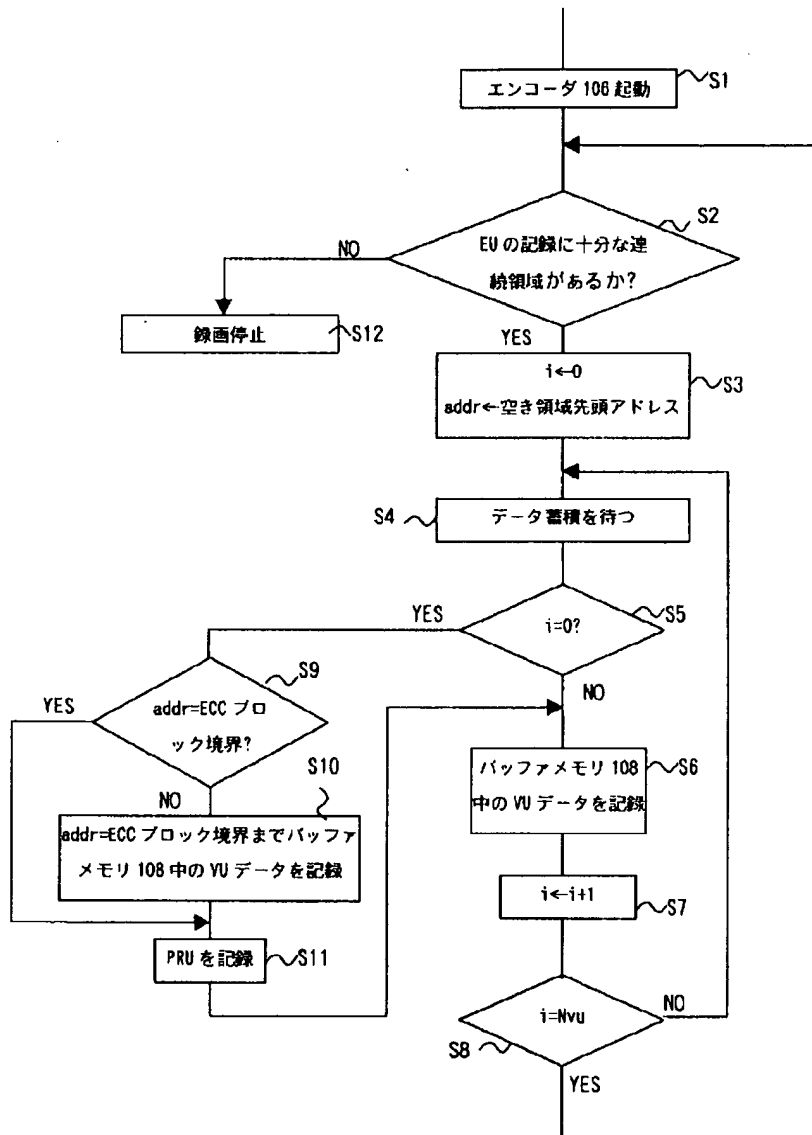 エンコーダ 106 起動
S1
S2
EU の記録に十分な連
続領域があるか?
NO
録画停止
S12
YES
i←0
addr←空き領域先頭アドレス
S3
S4
データ蓄積を待つ
YES
i=0?
S5
NO
S9
YES
addr=ECC ブロ
ック境界?
NO
S10
addr=ECC ブロック境界までバッファ
メモリ 108 中の VU データを記録
バッファメモリ 108
中の VU データを記録
S6
i←i+1
S7
PRU を記録
S11
i=Nvu
NO
S8
YES